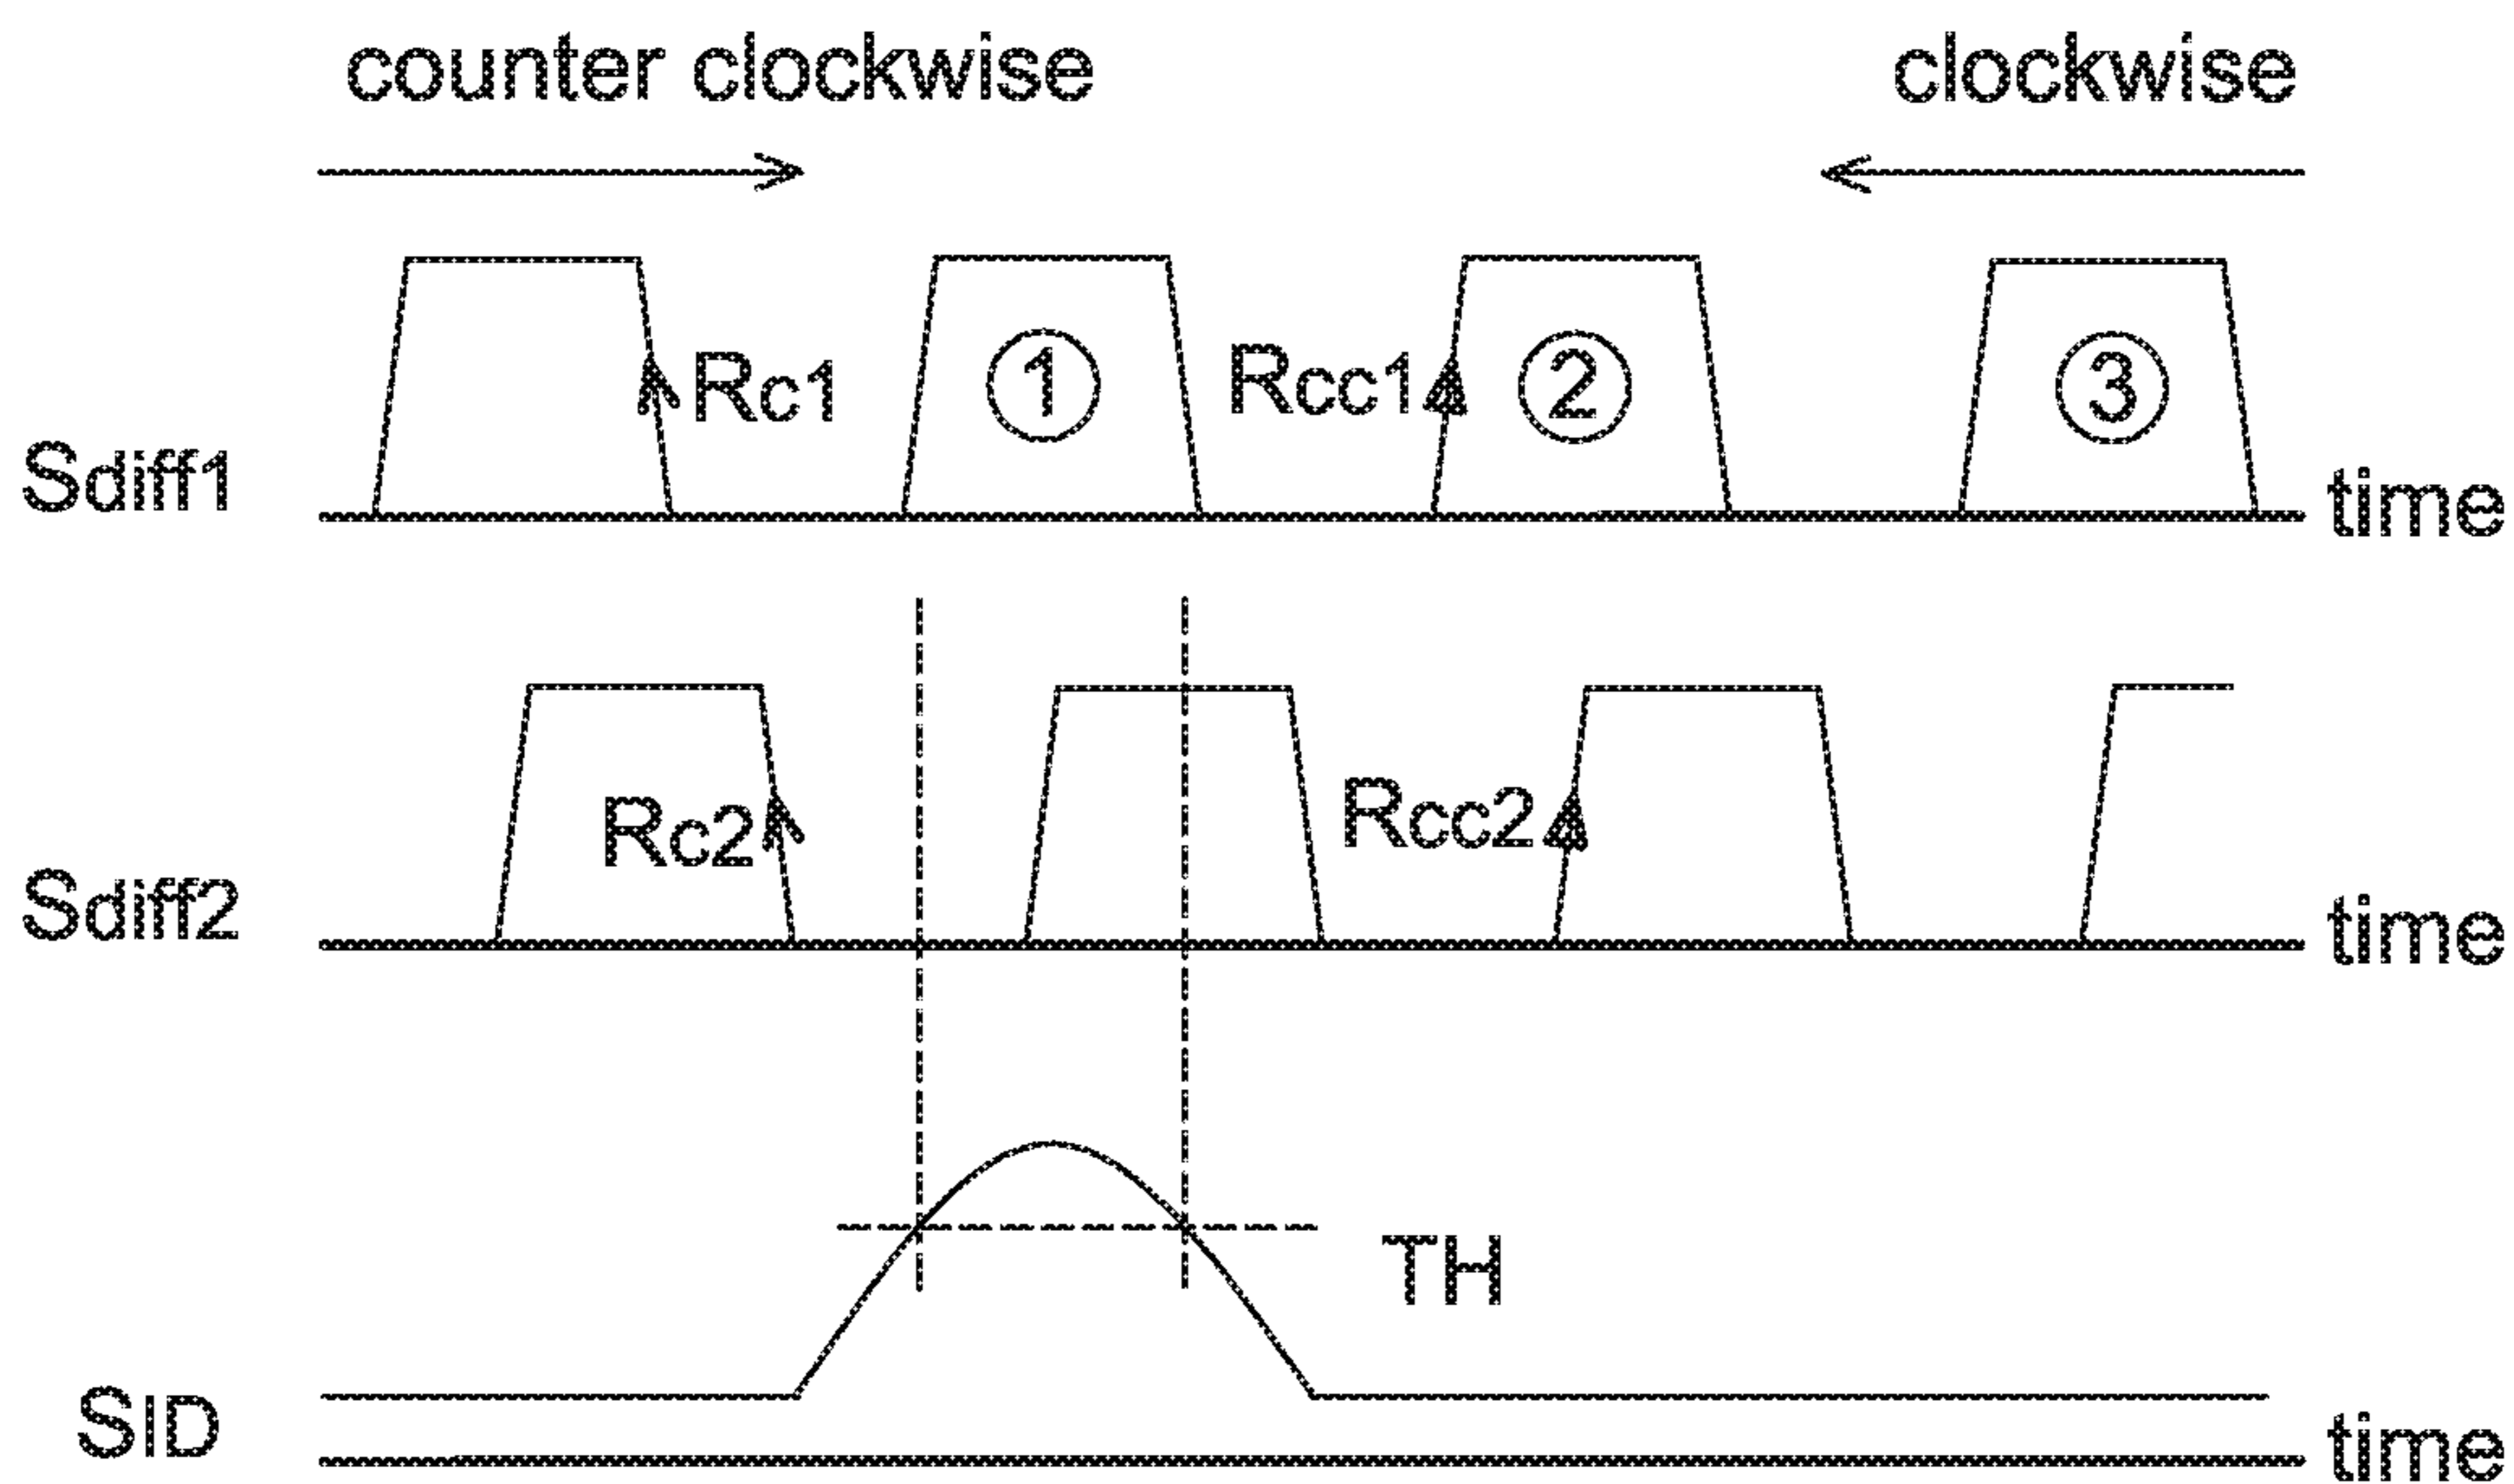 counter clockwise
clockwise
Rc1
①
Rcc1
②
③
Sdiff1
time
Rc2
Rcc2
Sdiff2
time
TH
SID
time